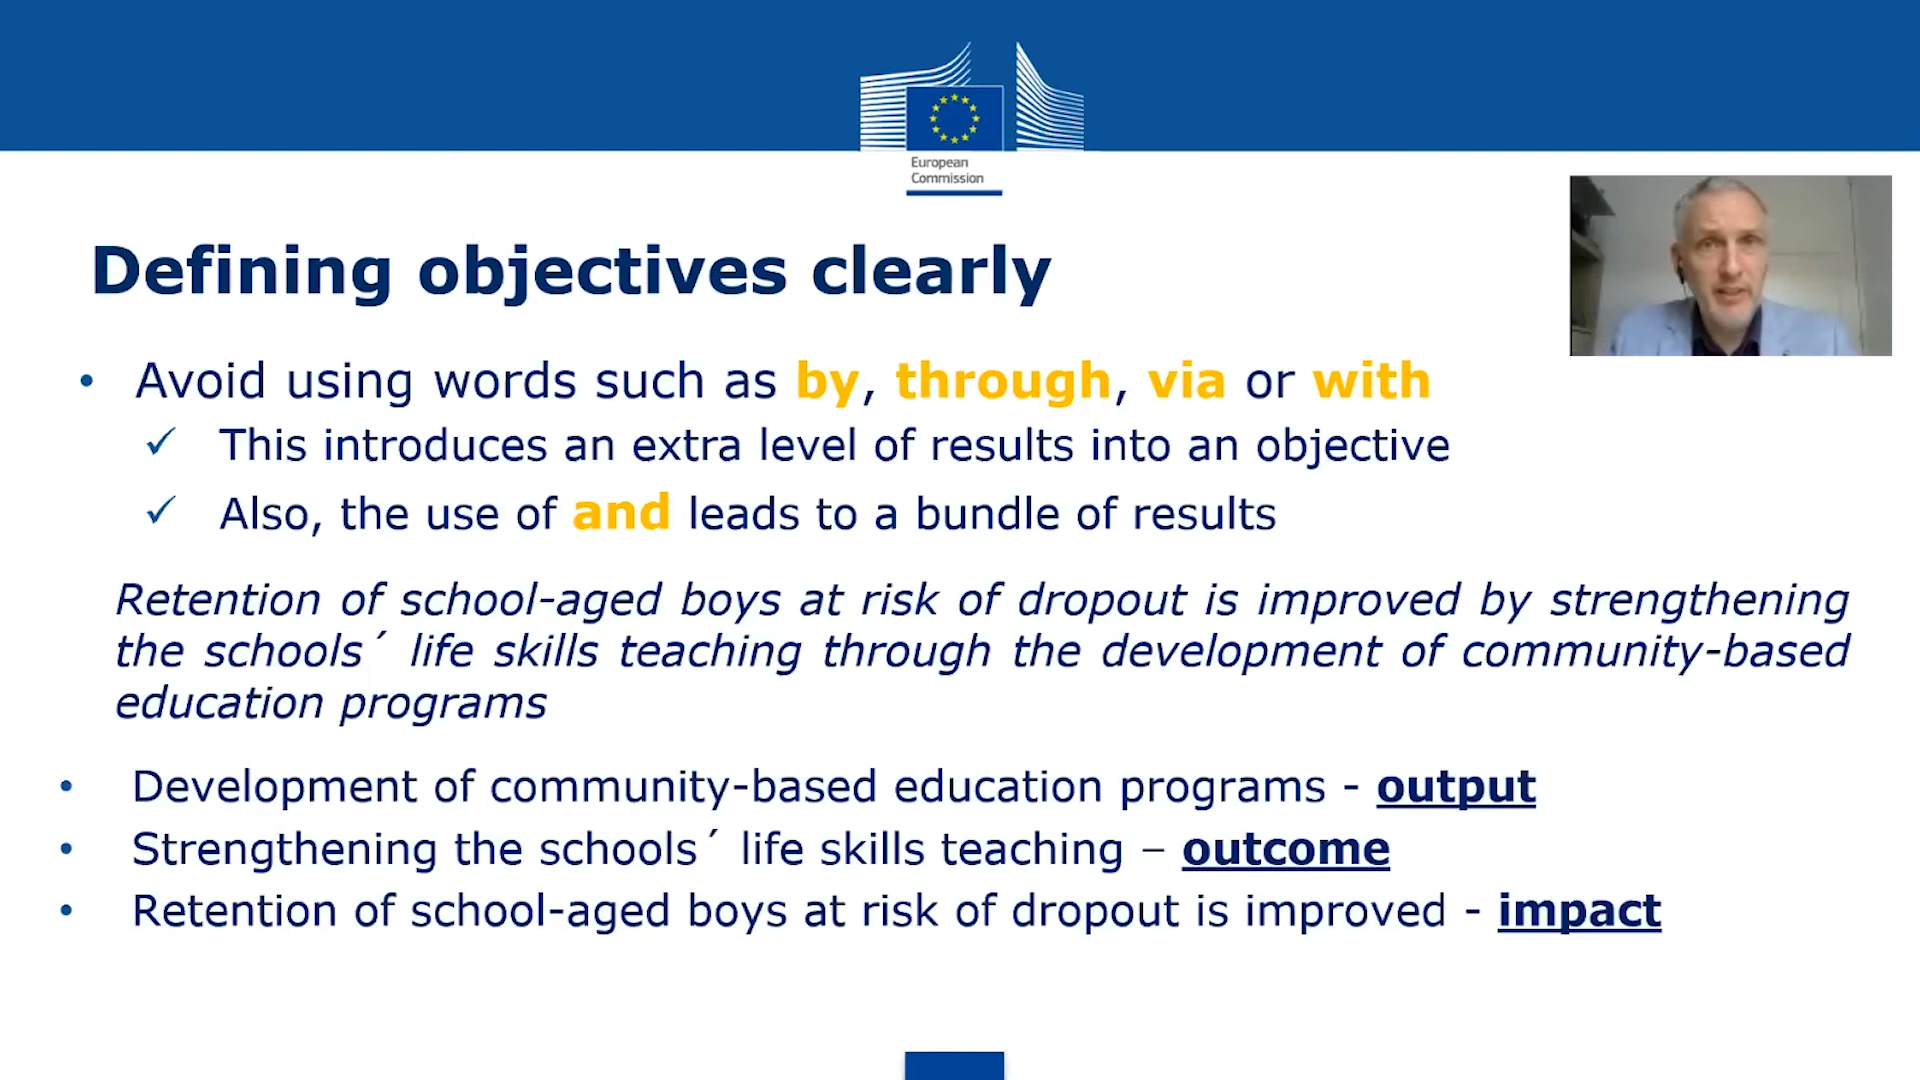 European
Commission
Defining objectives clearly
• Avoid using words such as by, through, via or with
✓ This introduces an extra level of results into an objective
✓ Also, the use of and leads to a bundle of results
Retention of school-aged boys at risk of dropout is improved by strengthening
the schools´ life skills teaching through the development of community-based
education programs
• Development of community-based education programs - output
• Strengthening the schools´ life skills teaching – outcome
• Retention of school-aged boys at risk of dropout is improved - impact